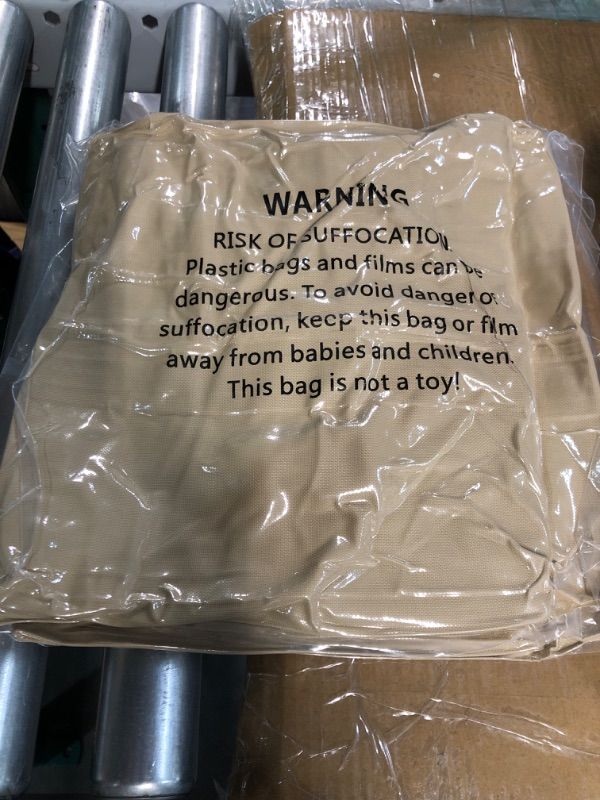 WARNING
RISK OF SUFFOCATION
Plastic bags and films can be
dangerous. To avoid danger of
suffocation, keep this bag or film
away from babies and children.
This bag is not a toy!